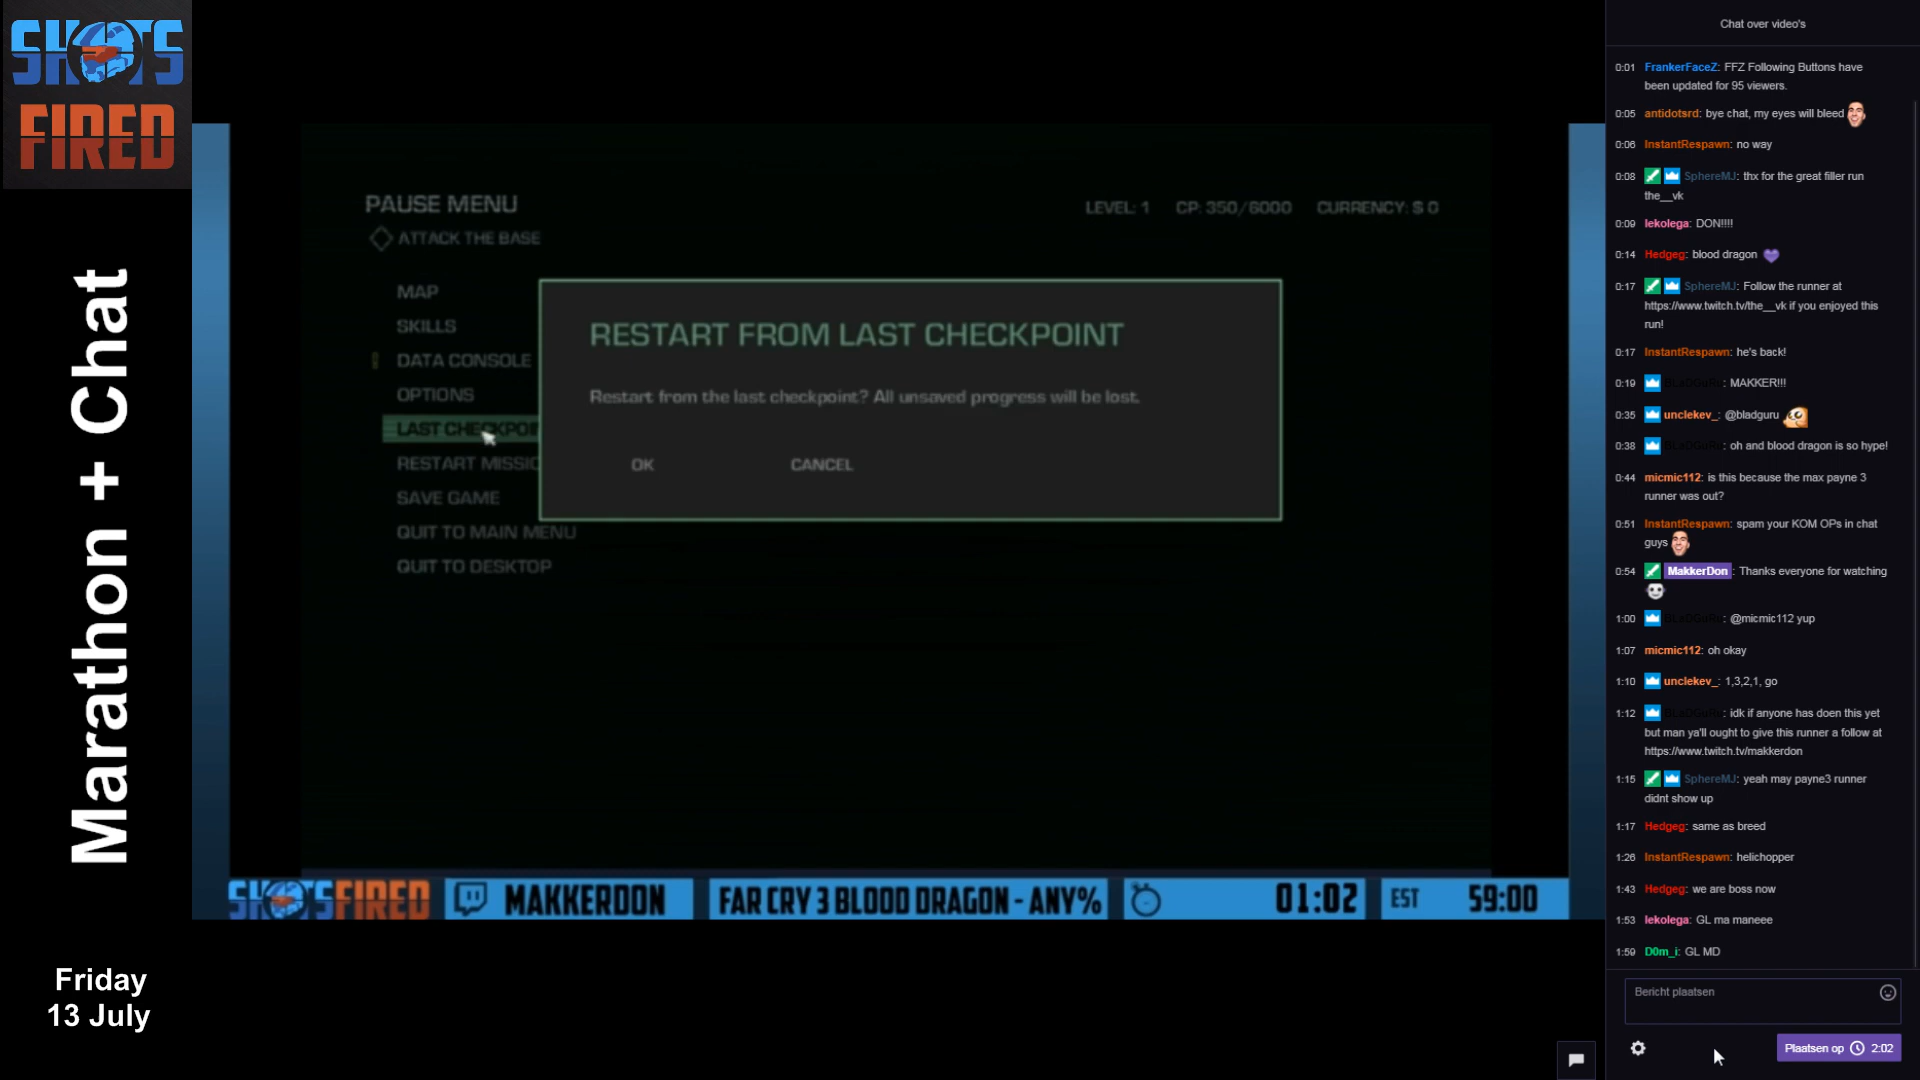 SHOTS
FIRED
Marathon + Chat
Friday
13 July
PAUSE MENU
LEVEL: 1 CP: 350/6000 CURRENCY: $ 0
ATTACK THE BASE
MAP
SKILLS
DATA CONSOLE
OPTIONS
LAST CHECKPOI
RESTART MISSIO
SAVE GAME
QUIT TO MAIN MENU
QUIT TO DESKTOP
RESTART FROM LAST CHECKPOINT
Restart from the last checkpoint? All unsaved progress will be lost.
OK CANCEL
SHOTSFIRED MAKKERDON FAR CRY 3 BLOOD DRAGON - ANY% 01:02 EST 59:00
Chat over video's
0:01 FrankerFaceZ: FFZ Following Buttons have
been updated for 95 viewers.
0:05 antidotsrd: bye chat, my eyes will bleed
0:06 InstantRespawn: no way
0:08 SphereMJ: thx for the great filler run
the__vk
0:09 lekolega: DON!!!!
0:14 Hedgeg: blood dragon
0:17 SphereMJ: Follow the runner at
https://www.twitch.tv/the__vk if you enjoyed this
run!
0:17 InstantRespawn: he's back!
0:19 BLaDGuRu: MAKKER!!!
0:35 unclekev_: @bladguru
0:38 BLaDGuRu: oh and blood dragon is so hype!
0:44 micmic112: is this because the max payne 3
runner was out?
0:51 InstantRespawn: spam your KOM OPs in chat
guys
0:54 MakkerDon: Thanks everyone for watching
1:00 BLaDGuRu: @micmic112 yup
1:07 micmic112: oh okay
1:10 unclekev_: 1,3,2,1, go
1:12 BLaDGuRu: idk if anyone has doen this yet
but man ya'll ought to give this runner a follow at
https://www.twitch.tv/makkerdon
1:15 SphereMJ: yeah may payne3 runner
didnt show up
1:17 Hedgeg: same as breed
1:26 InstantRespawn: helichopper
1:43 Hedgeg: we are boss now
1:53 lekolega: GL ma maneee
1:59 D0m_i: GL MD
Bericht plaatsen
Plaatsen op 2:02